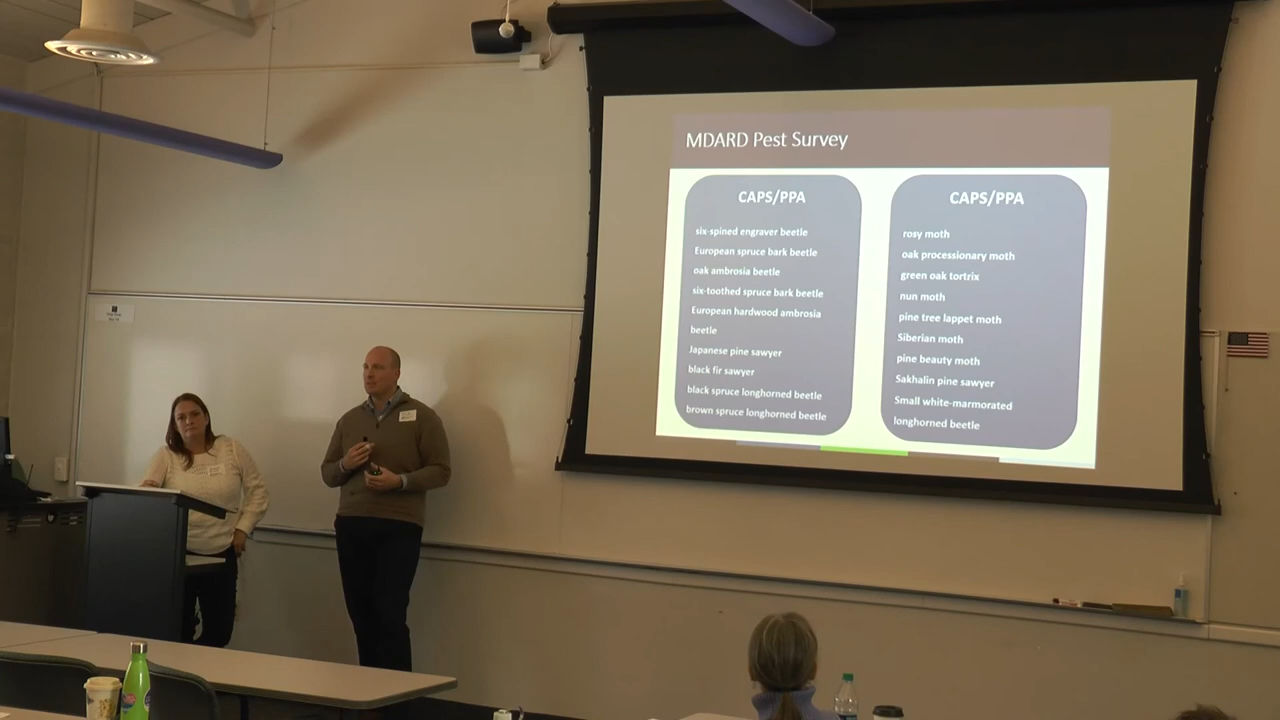 MDARD Pest Survey
CAPS/PPA
six-spined engraver beetle
European spruce bark beetle
oak ambrosia beetle
six-toothed spruce bark beetle
European hardwood ambrosia
beetle
Japanese pine sawyer
black fir sawyer
black spruce longhorned beetle
brown spruce longhorned beetle
CAPS/PPA
rosy moth
oak processionary moth
green oak tortrix
nun moth
pine tree lappet moth
Siberian moth
pine beauty moth
Sakhalin pine sawyer
Small white-marmorated
longhorned beetle